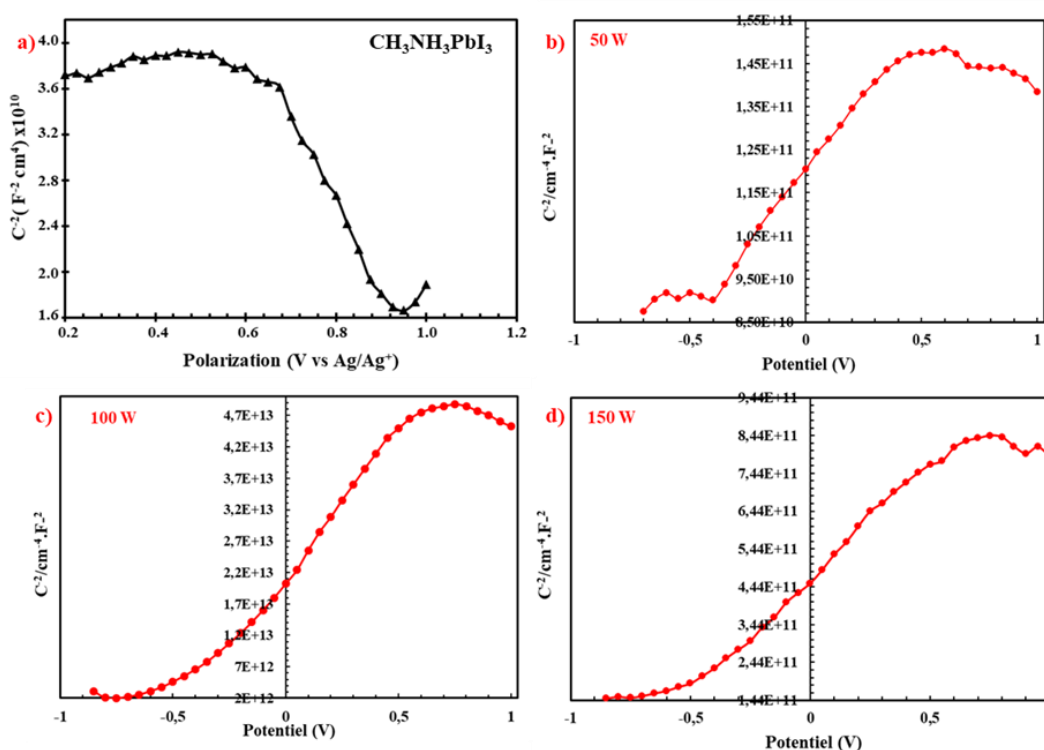 a)
CH₃NH₃PbI₃
C⁻²( F⁻² cm⁴) x10¹⁰
4.0
3.6
3.2
2.8
2.4
2.0
1.6
0.2
0.4
0.6
0.8
1.0
1.2
Polarization (V vs Ag/Ag⁺)
b)
50 W
C⁻²/cm⁻⁴.F-²
1,55E+11
1,45E+11
1,35E+11
1,25E+11
1,15E+11
1,05E+11
9,50E+10
8,50E+10
-1
-0,5
0
0,5
1
Potentiel (V)
c)
100 W
C⁻²/cm⁻⁴.F-²
4,7E+13
4,2E+13
3,7E+13
3,2E+13
2,7E+13
2,2E+13
1,7E+13
1,2E+13
7E+12
2E+12
-1
-0,5
0
0,5
1
Potentiel (V)
d)
150 W
C⁻²/cm⁻⁴.F-²
9,44E+11
8,44E+11
7,44E+11
6,44E+11
5,44E+11
4,44E+11
3,44E+11
2,44E+11
1,44E+11
-1
-0,5
0
0,5
Potentiel (V)